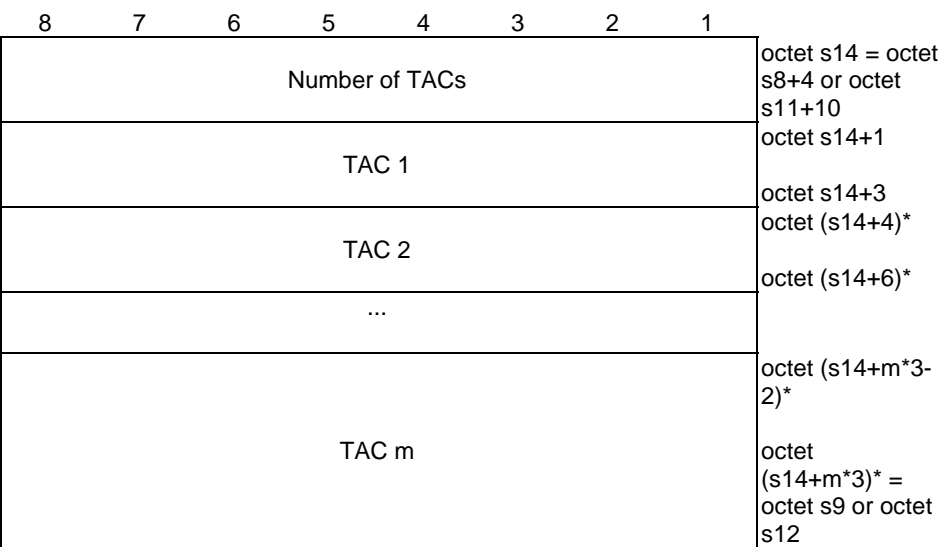 8 7 6 5 4 3 2 1
Number of TACs
octet s14 = octet
s8+4 or octet
s11+10
TAC 1
octet s14+1
octet s14+3
TAC 2
octet (s14+4)*
octet (s14+6)*
...
TAC m
octet (s14+m*3-
2)*
octet
(s14+m*3)* =
octet s9 or octet
s12